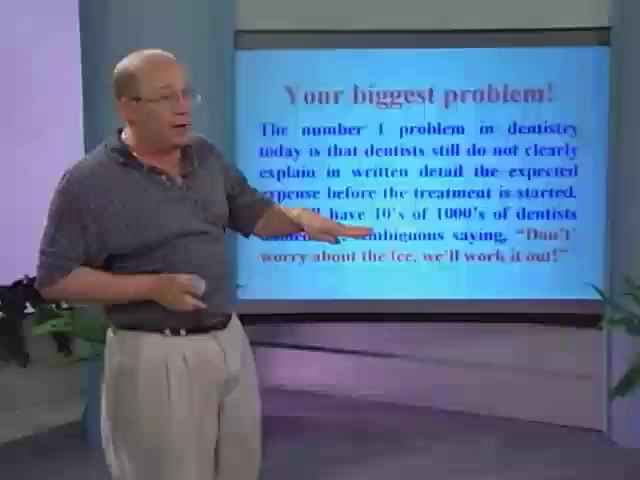 Your biggest problem!
The number 1 problem in dentistry
today is that dentists still do not clearly
explain in written detail the expected
expense before the treatment is started.
have 10's of 1000's of dentists
ambiguous saying, "Don't
worry about the fee, we'll work it out!"